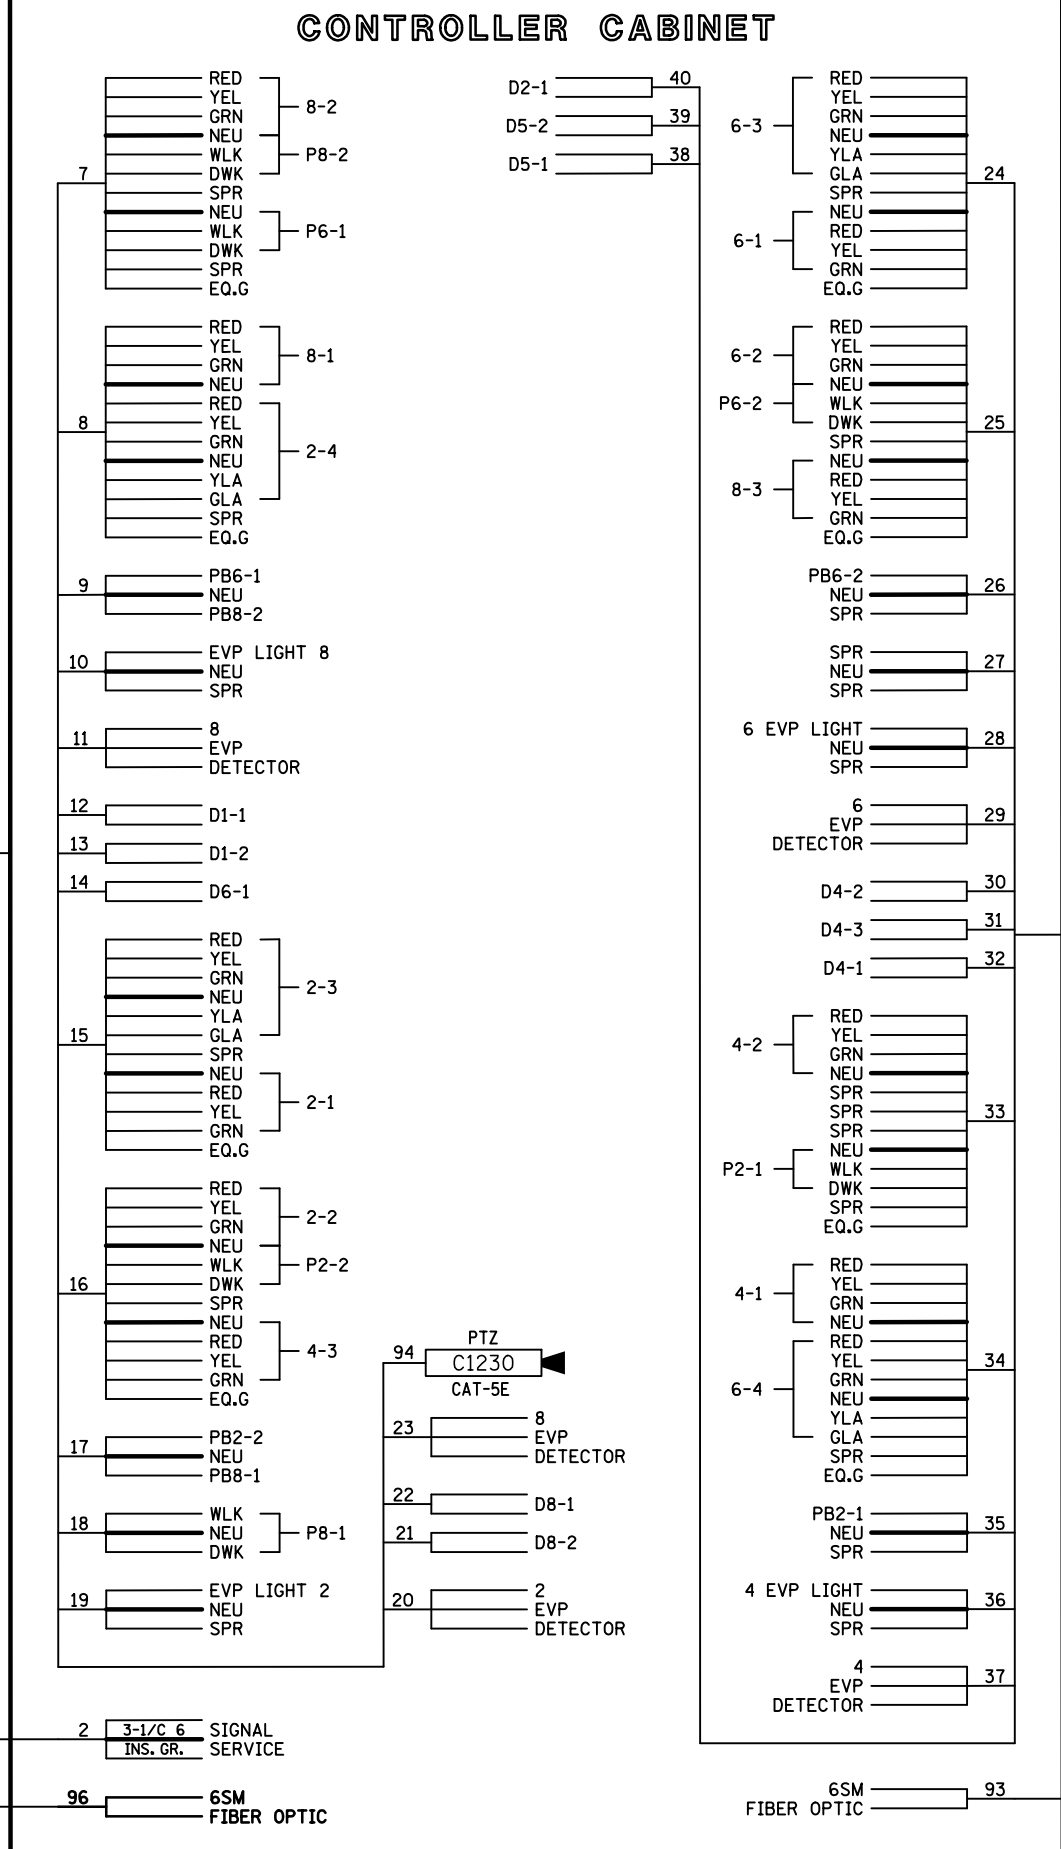 CONTROLLER CABINET
7
RED
YEL
GRN
NEU
WLK
DWK
SPR
NEU
WLK
DWK
SPR
EQ.G
8-2
P8-2
P6-1
8
RED
YEL
GRN
NEU
RED
YEL
GRN
NEU
YLA
GLA
SPR
EQ.G
8-1
2-4
9
PB6-1
NEU
PB8-2
10
EVP LIGHT 8
NEU
SPR
11
8
EVP
DETECTOR
12
D1-1
13
D1-2
14
D6-1
15
RED
YEL
GRN
NEU
YLA
GLA
SPR
NEU
RED
YEL
GRN
EQ.G
2-3
2-1
16
RED
YEL
GRN
NEU
WLK
DWK
SPR
NEU
RED
YEL
GRN
EQ.G
2-2
P2-2
4-3
17
PB2-2
NEU
PB8-1
18
WLK
NEU
DWK
P8-1
19
EVP LIGHT 2
NEU
SPR
2
3-1/C 6
INS. GR.
SIGNAL
SERVICE
96
6SM
FIBER OPTIC
D2-1
40
D5-2
39
D5-1
38
94
PTZ
C1230
CAT-5E
23
8
EVP
DETECTOR
22
D8-1
21
D8-2
20
2
EVP
DETECTOR
6-3
6-1
RED
YEL
GRN
NEU
YLA
GLA
SPR
NEU
RED
YEL
GRN
EQ.G
24
6-2
P6-2
8-3
RED
YEL
GRN
NEU
WLK
DWK
SPR
NEU
RED
YEL
GRN
EQ.G
25
PB6-2
NEU
SPR
26
SPR
NEU
SPR
27
6 EVP LIGHT
NEU
SPR
28
6
EVP
DETECTOR
29
D4-2
30
D4-3
31
D4-1
32
4-2
P2-1
RED
YEL
GRN
NEU
SPR
SPR
SPR
NEU
WLK
DWK
SPR
EQ.G
33
4-1
6-4
RED
YEL
GRN
NEU
RED
YEL
GRN
NEU
YLA
GLA
SPR
EQ.G
34
PB2-1
NEU
SPR
35
4 EVP LIGHT
NEU
SPR
36
4
EVP
DETECTOR
37
6SM
FIBER OPTIC
93